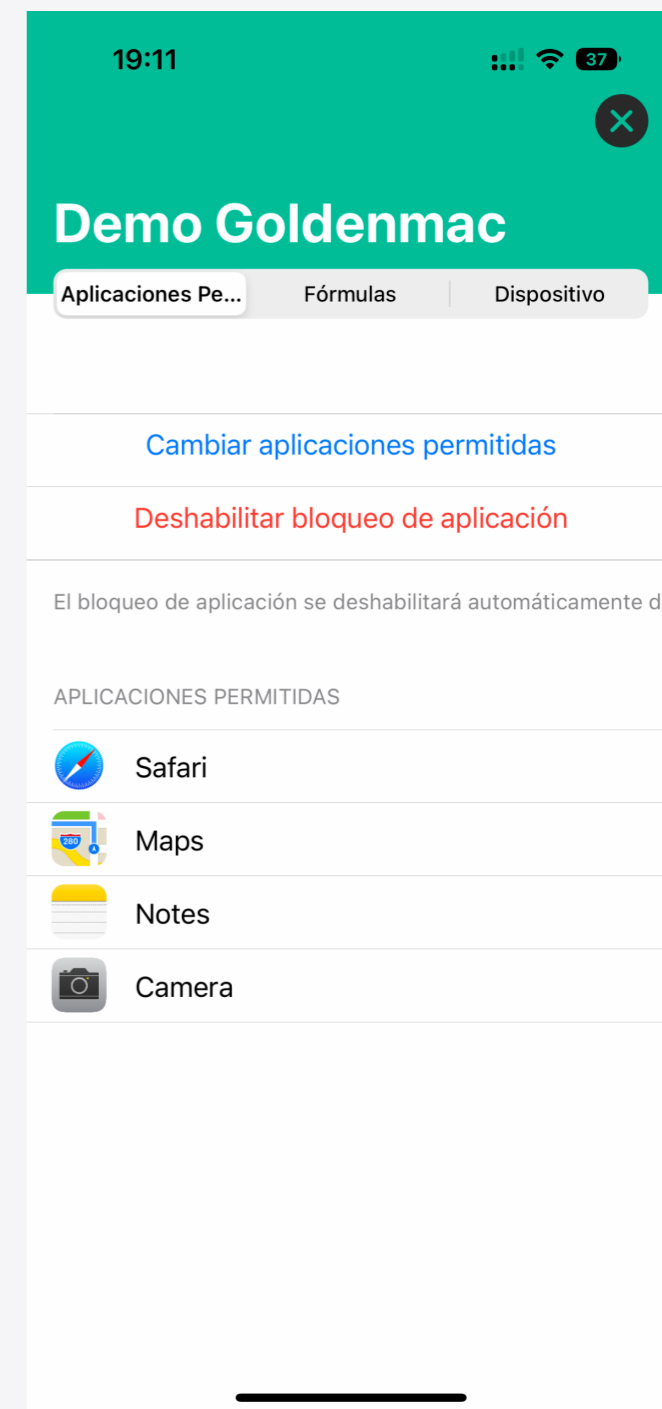 19:11
37
Demo Goldenmac
Aplicaciones Pe...
Fórmulas
Dispositivo
Cambiar aplicaciones permitidas
Deshabilitar bloqueo de aplicación
El bloqueo de aplicación se deshabilitará automáticamente d
APLICACIONES PERMITIDAS
Safari
280
Maps
Notes
Camera